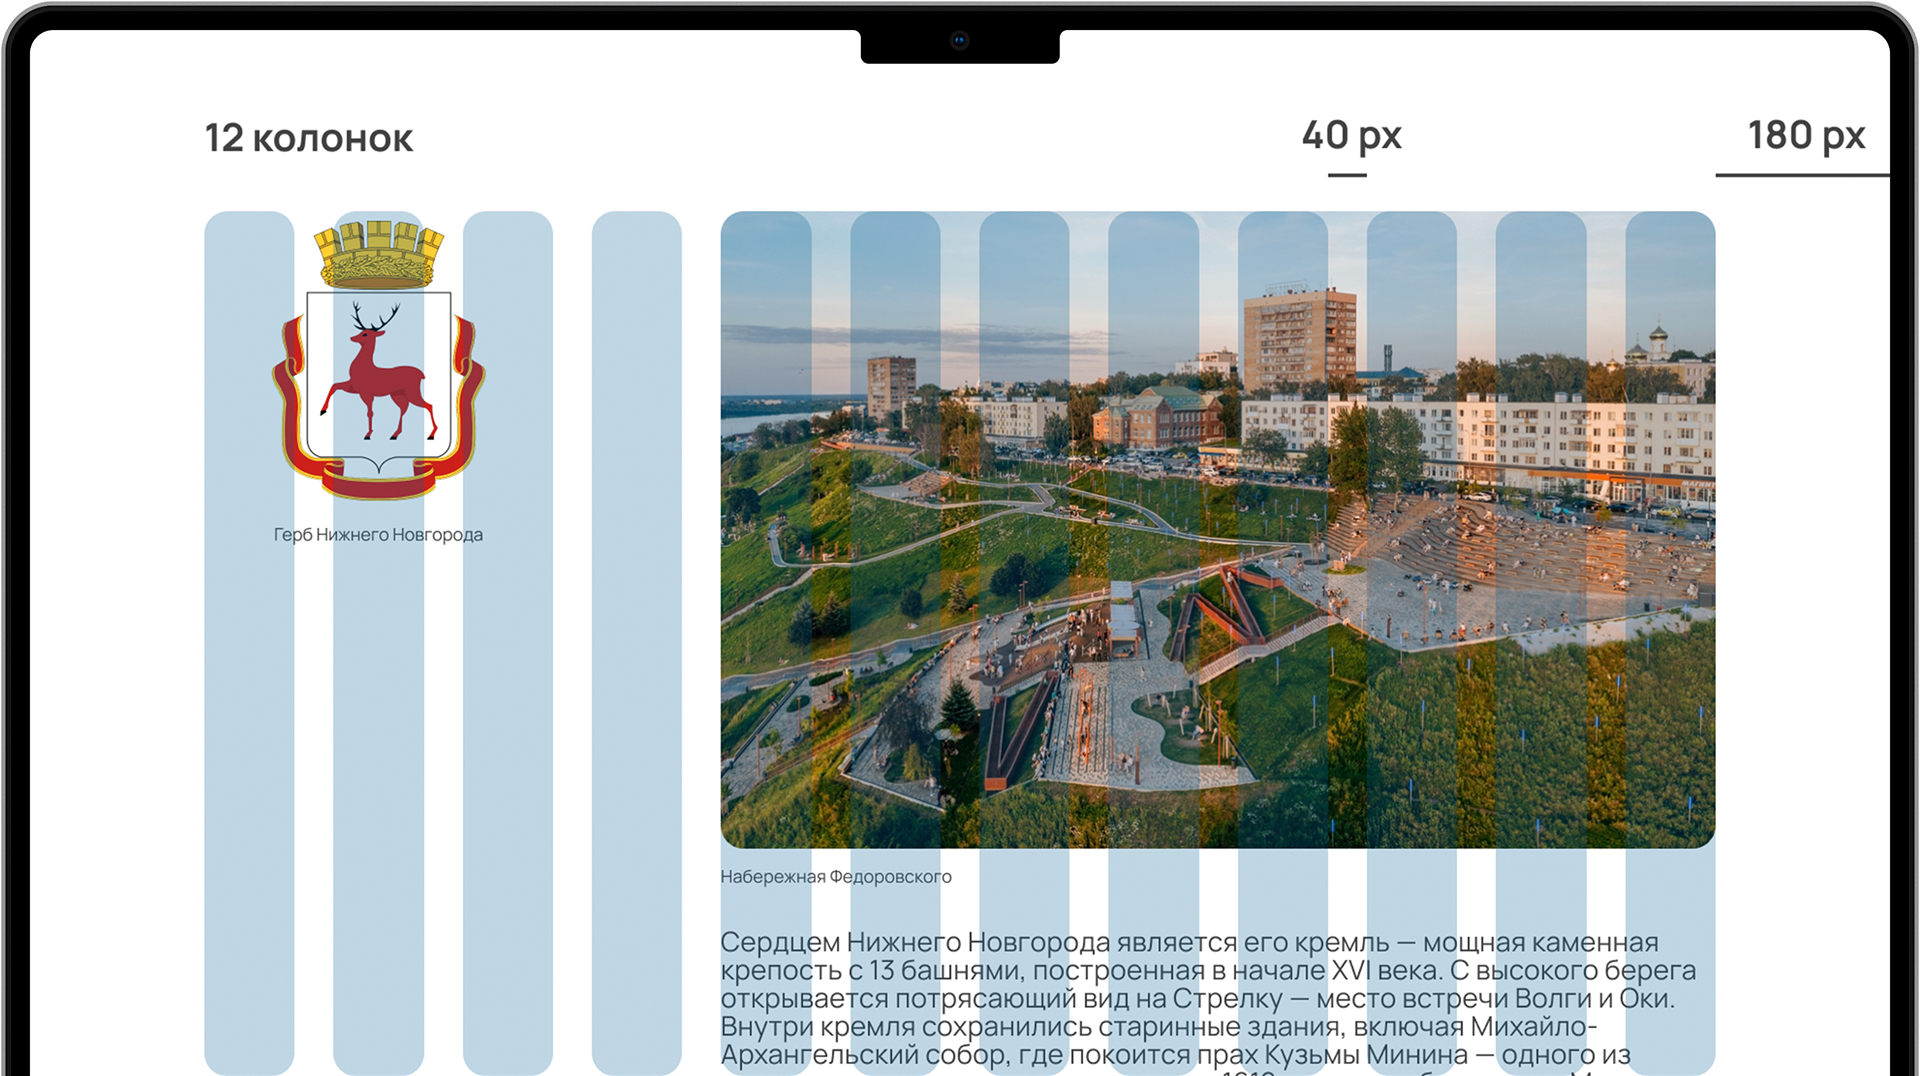 12 колонок
40 px
180 px
Герб Нижнего Новгорода
Набережная Федоровского
Сердцем Нижнего Новгорода является его кремль — мощная каменная
крепость с 13 башнями, построенная в начале XVI века. С высокого берега
открывается потрясающий вид на Стрелку — место встречи Волги и Оки.
Внутри кремля сохранились старинные здания, включая Михайло-
Архангельский собор, где покоится прах Кузьмы Минина — одного из